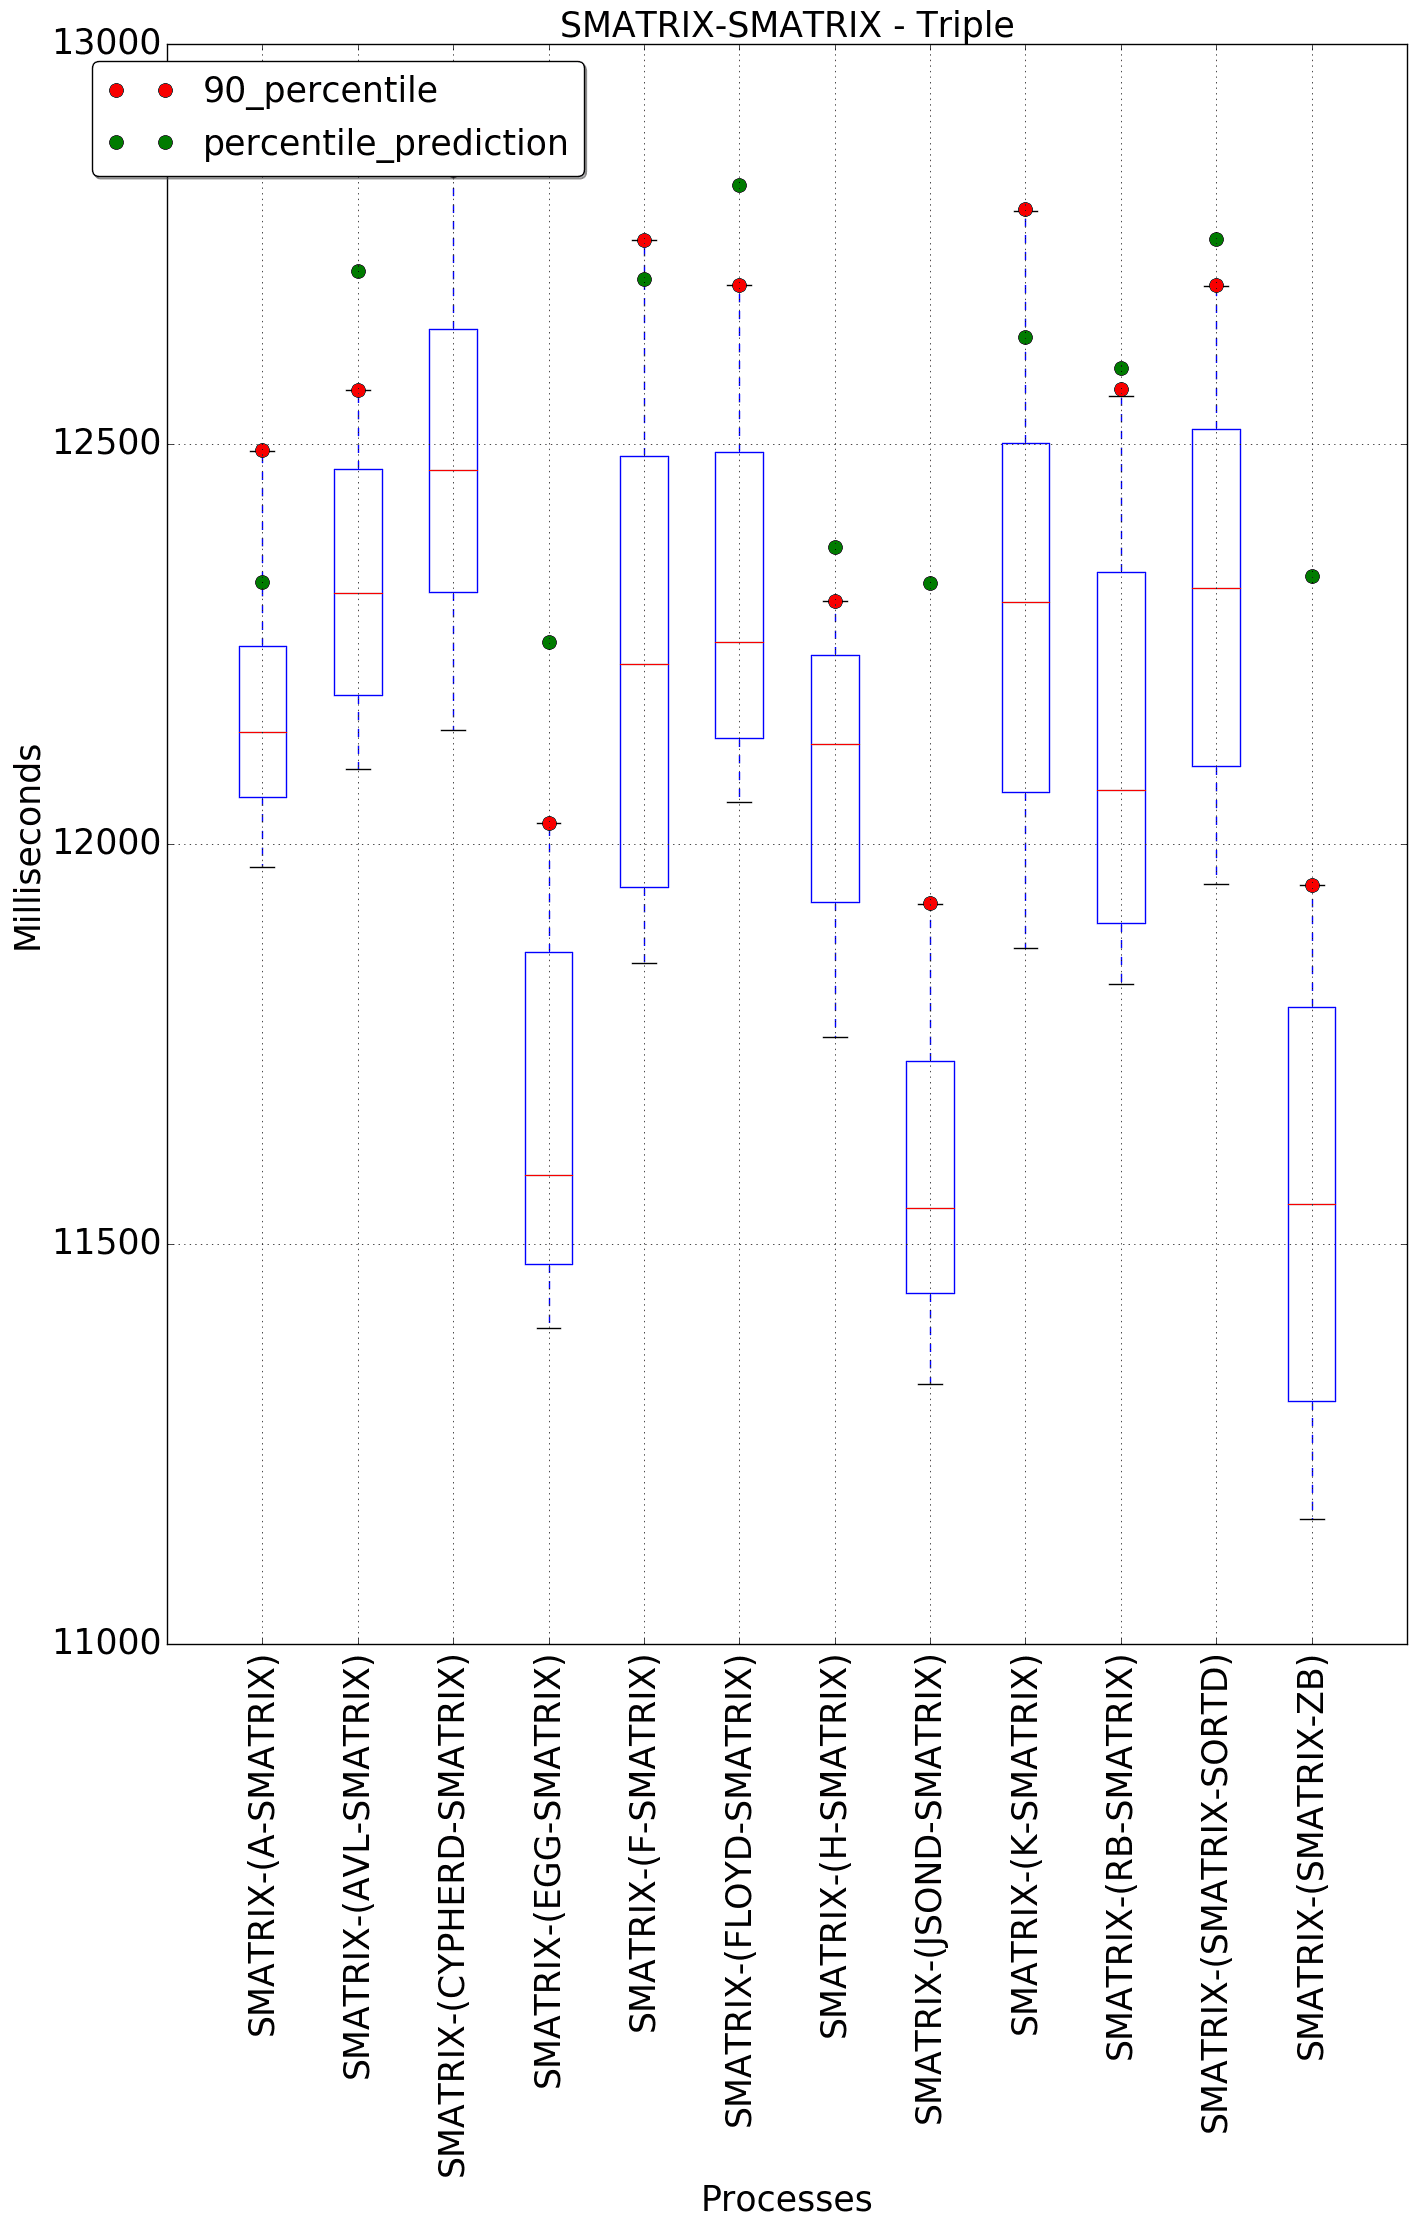 SMATRIX-SMATRIX - Triple
13000
90_percentile
percentile_prediction
12500
12000
11500
11000
Milliseconds
SMATRIX-(A-SMATRIX)
SMATRIX-(AVL-SMATRIX)
SMATRIX-(CYPHERD-SMATRIX)
SMATRIX-(EGG-SMATRIX)
SMATRIX-(F-SMATRIX)
SMATRIX-(FLOYD-SMATRIX)
SMATRIX-(H-SMATRIX)
SMATRIX-(JSOND-SMATRIX)
SMATRIX-(K-SMATRIX)
SMATRIX-(RB-SMATRIX)
SMATRIX-(SMATRIX-SORTD)
SMATRIX-(SMATRIX-ZB)
Processes